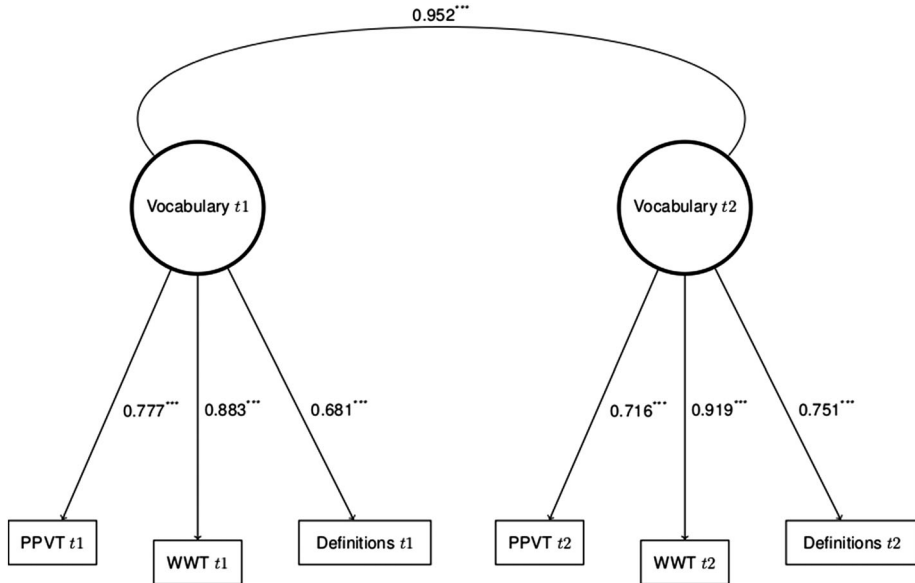 0.952***
Vocabulary t1
Vocabulary t2
0.777***
0.883***
0.681***
0.716***
0.919***
0.751***
PPVT t1
WWT t1
Definitions t1
PPVT t2
WWT t2
Definitions t2